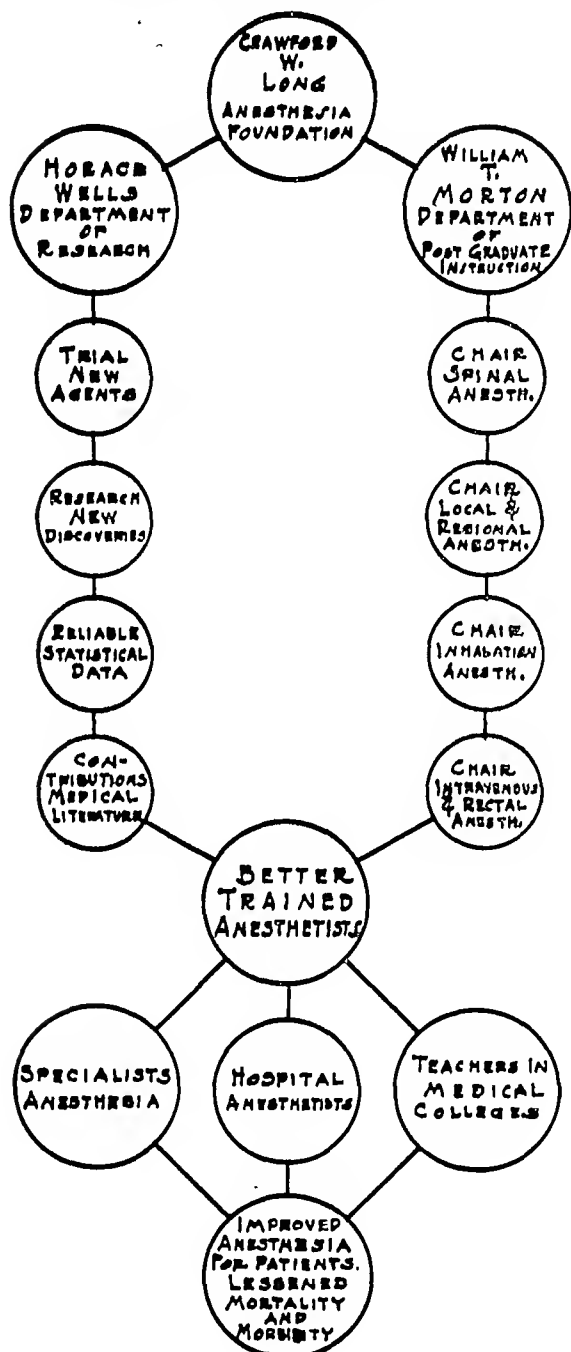 CRAWFORD
W.
LONG
ANESTHESIA
FOUNDATION
HORACE
WELLS
DEPARTMENT
OF
RESEARCH
WILLIAM
T.
MORTON
DEPARTMENT
OF
POST GRADUATE
INSTRUCTION
TRIAL
NEW
AGENTS
CHAIR
SPINAL
ANESTH.
RESEARCH
NEW
DISCOVERIES
CHAIR
LOCAL &
REGIONAL
ANESTH.
RELIABLE
STATISTICAL
DATA
CHAIR
INHALATION
ANESTH.
CON-
TRIBUTIONS
MEDICAL
LITERATURE
CHAIR
INTRAVENOUS
& RECTAL
ANESTH.
BETTER
TRAINED
ANESTHETISTS
SPECIALISTS
ANESTHESIA
HOSPITAL
ANESTHETISTS
TEACHERS IN
MEDICAL
COLLEGES
IMPROVED
ANESTHESIA
FOR PATIENTS.
LESSENED
MORTALITY
AND
MORBIDITY